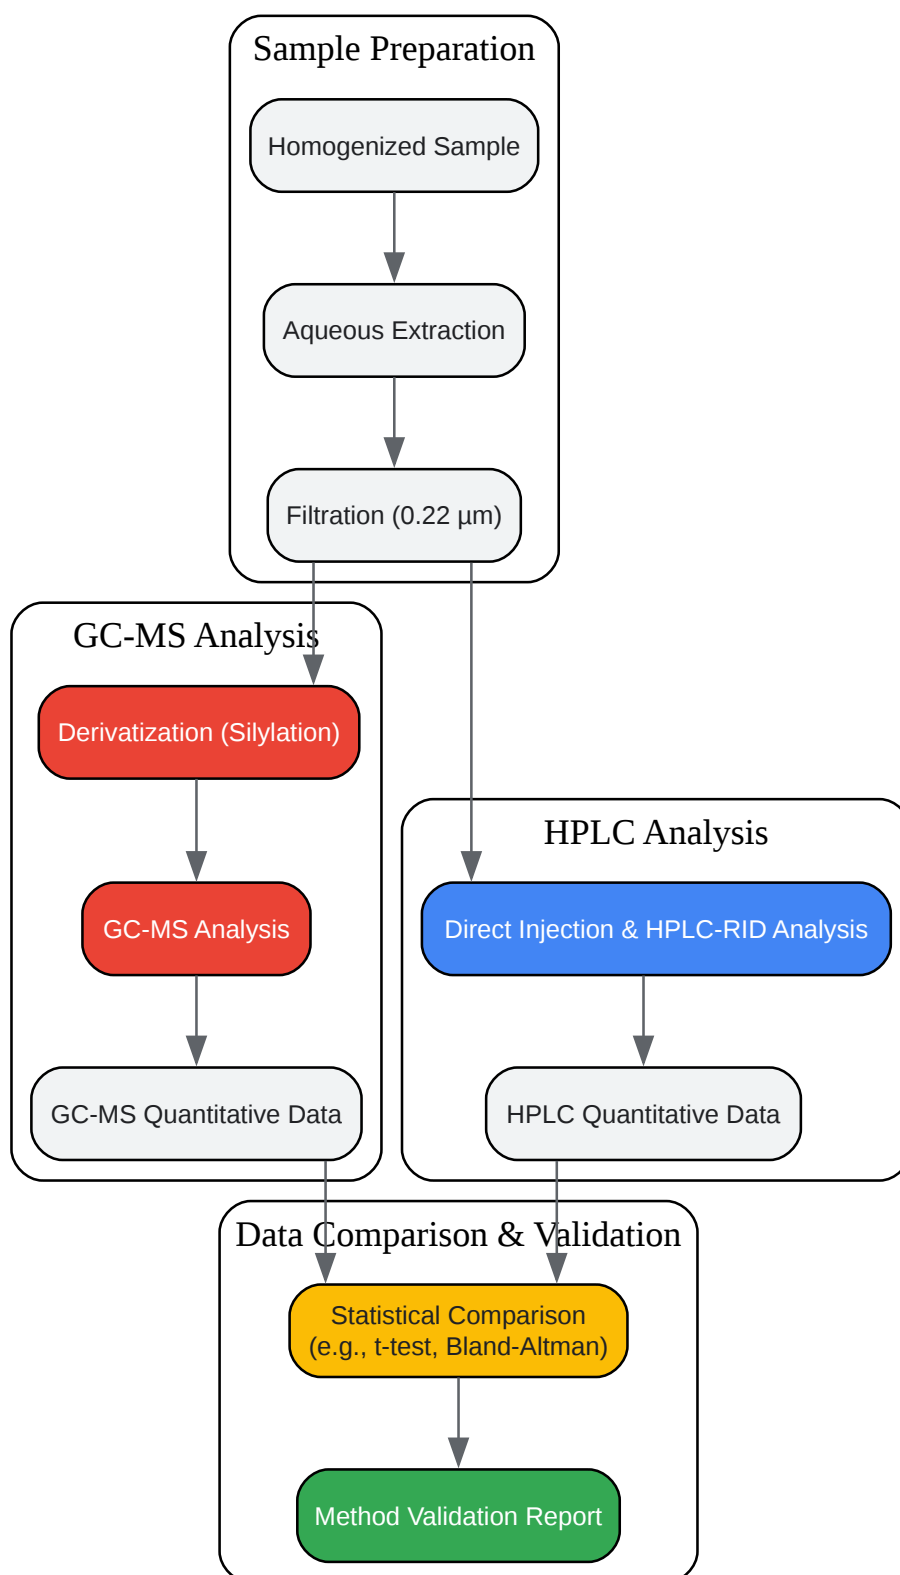 Sample Preparation
Homogenized Sample
Aqueous Extraction
Filtration (0.22 µm)
GC-MS Analysis
Derivatization (Silylation)
GC-MS Analysis
GC-MS Quantitative Data
HPLC Analysis
Direct Injection & HPLC-RID Analysis
HPLC Quantitative Data
Data Comparison & Validation
Statistical Comparison
(e.g., t-test, Bland-Altman)
Method Validation Report